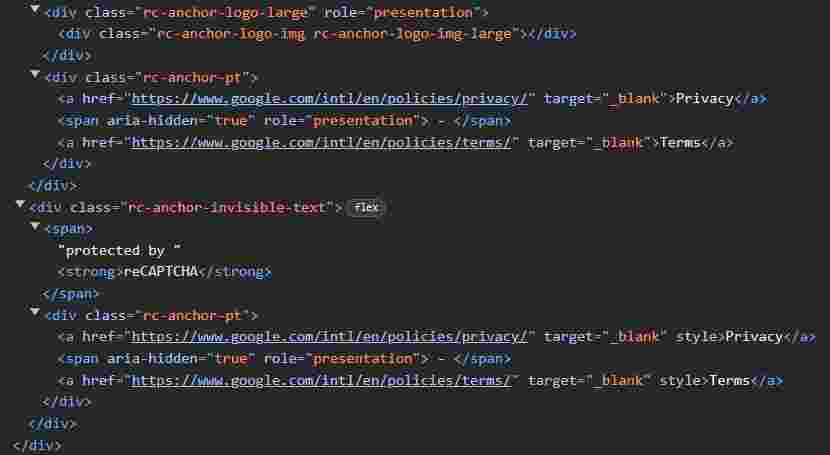 <div class="rc-anchor-logo-large" role="presentation">
<div class="rc-anchor-logo-img rc-anchor-logo-img-large"></div>
</div>
<div class="rc-anchor-pt">
<a href="https://www.google.com/intl/en/policies/privacy/" target="_blank">Privacy</a>
<span aria-hidden="true" role="presentation"> - </span>
<a href="https://www.google.com/intl/en/policies/terms/" target="_blank">Terms</a>
</div>
</div>
<div class="rc-anchor-invisible-text"> flex
<span>
"protected by "
<strong>reCAPTCHA</strong>
</span>
<div class="rc-anchor-pt">
<a href="https://www.google.com/intl/en/policies/privacy/" target="_blank" style>Privacy</a>
<span aria-hidden="true" role="presentation"> - </span>
<a href="https://www.google.com/intl/en/policies/terms/" target="_blank" style>Terms</a>
</div>
</div>
</div>